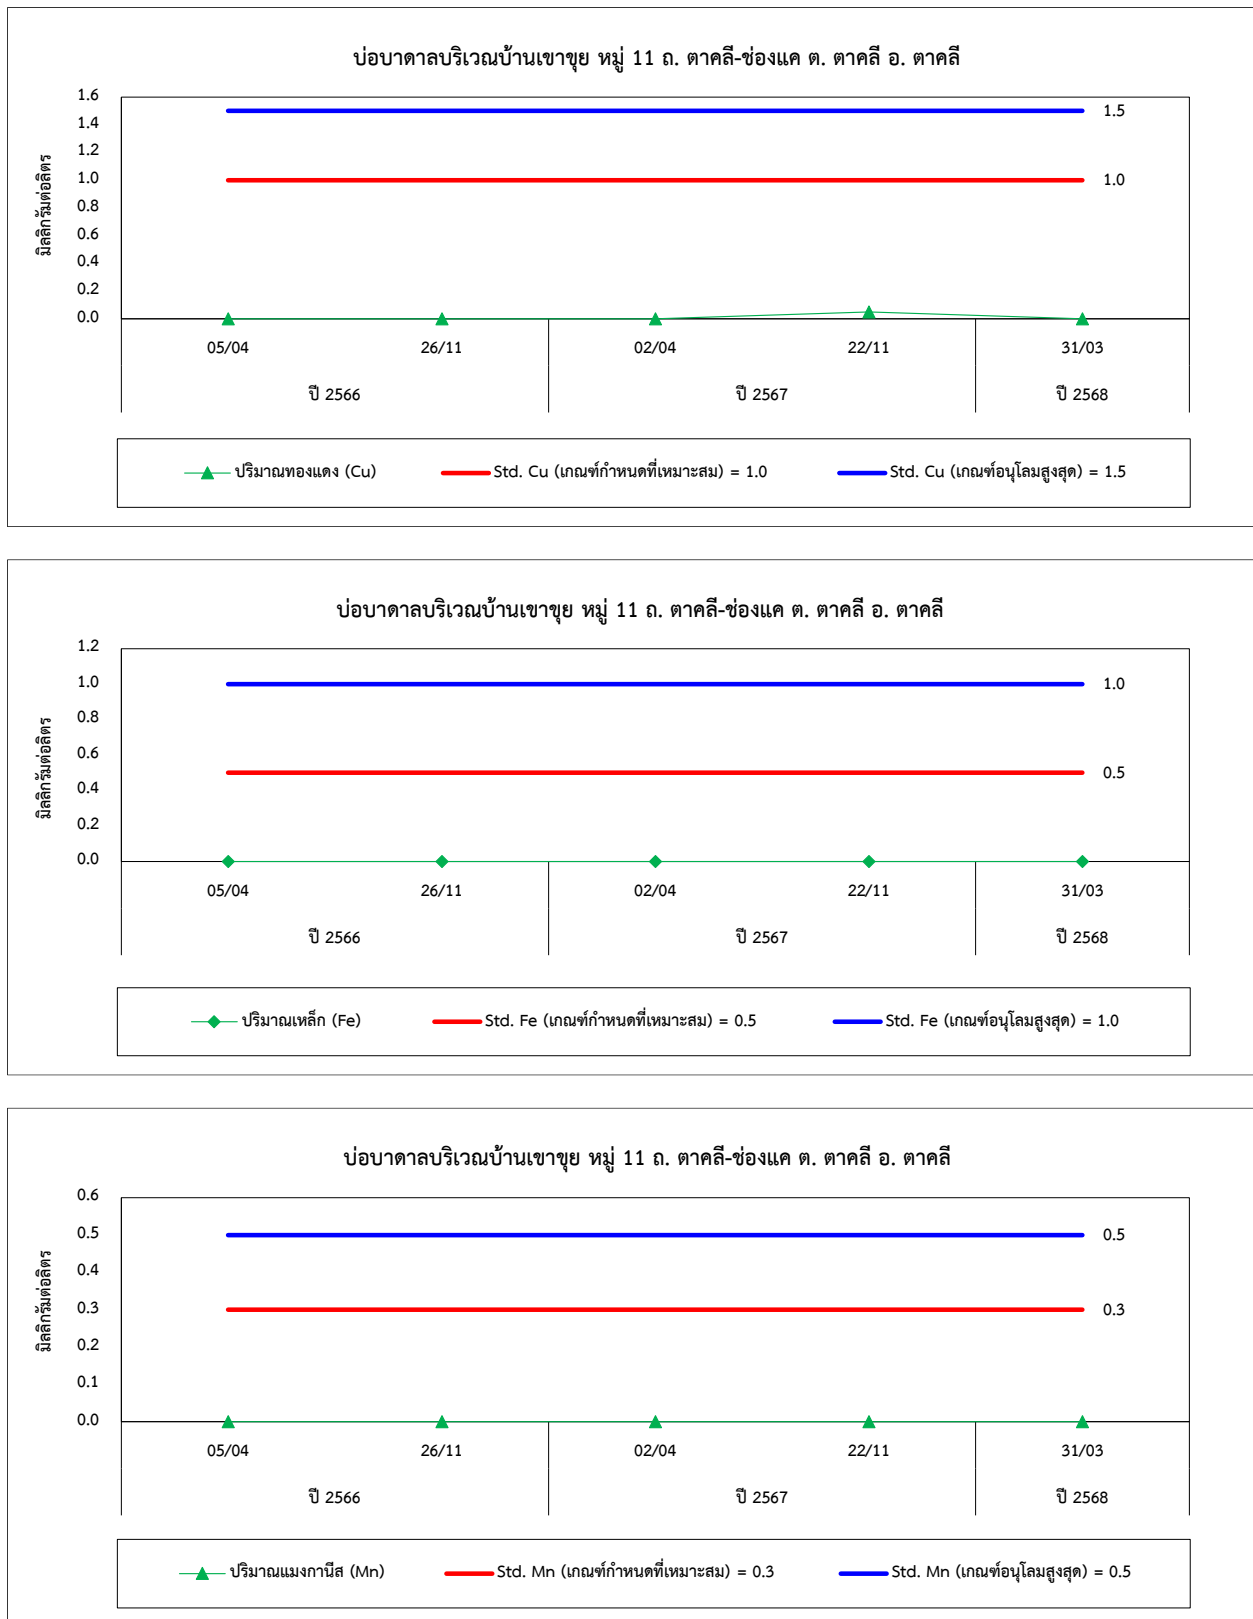 บ่อบาดาลบริเวณบ้านเขาขุย หมู่ 11 ถ. ตาคลี-ช่องแค ต. ตาคลี อ. ตาคลี
มิลลิกรัมต่อลิตร
1.6
1.4
1.2
1.0
0.8
0.6
0.4
0.2
0.0
1.5
1.0
05/04 26/11 02/04 22/11 31/03
ปี 2566 ปี 2567 ปี 2568
ปริมาณทองแดง (Cu) Std. Cu (เกณฑ์กำหนดที่เหมาะสม) = 1.0 Std. Cu (เกณฑ์อนุโลมสูงสุด) = 1.5
บ่อบาดาลบริเวณบ้านเขาขุย หมู่ 11 ถ. ตาคลี-ช่องแค ต. ตาคลี อ. ตาคลี
มิลลิกรัมต่อลิตร
1.2
1.0
0.8
0.6
0.4
0.2
0.0
1.0
0.5
05/04 26/11 02/04 22/11 31/03
ปี 2566 ปี 2567 ปี 2568
ปริมาณเหล็ก (Fe) Std. Fe (เกณฑ์กำหนดที่เหมาะสม) = 0.5 Std. Fe (เกณฑ์อนุโลมสูงสุด) = 1.0
บ่อบาดาลบริเวณบ้านเขาขุย หมู่ 11 ถ. ตาคลี-ช่องแค ต. ตาคลี อ. ตาคลี
มิลลิกรัมต่อลิตร
0.6
0.5
0.4
0.3
0.2
0.1
0.0
0.5
0.3
05/04 26/11 02/04 22/11 31/03
ปี 2566 ปี 2567 ปี 2568
ปริมาณแมงกานีส (Mn) Std. Mn (เกณฑ์กำหนดที่เหมาะสม) = 0.3 Std. Mn (เกณฑ์อนุโลมสูงสุด) = 0.5